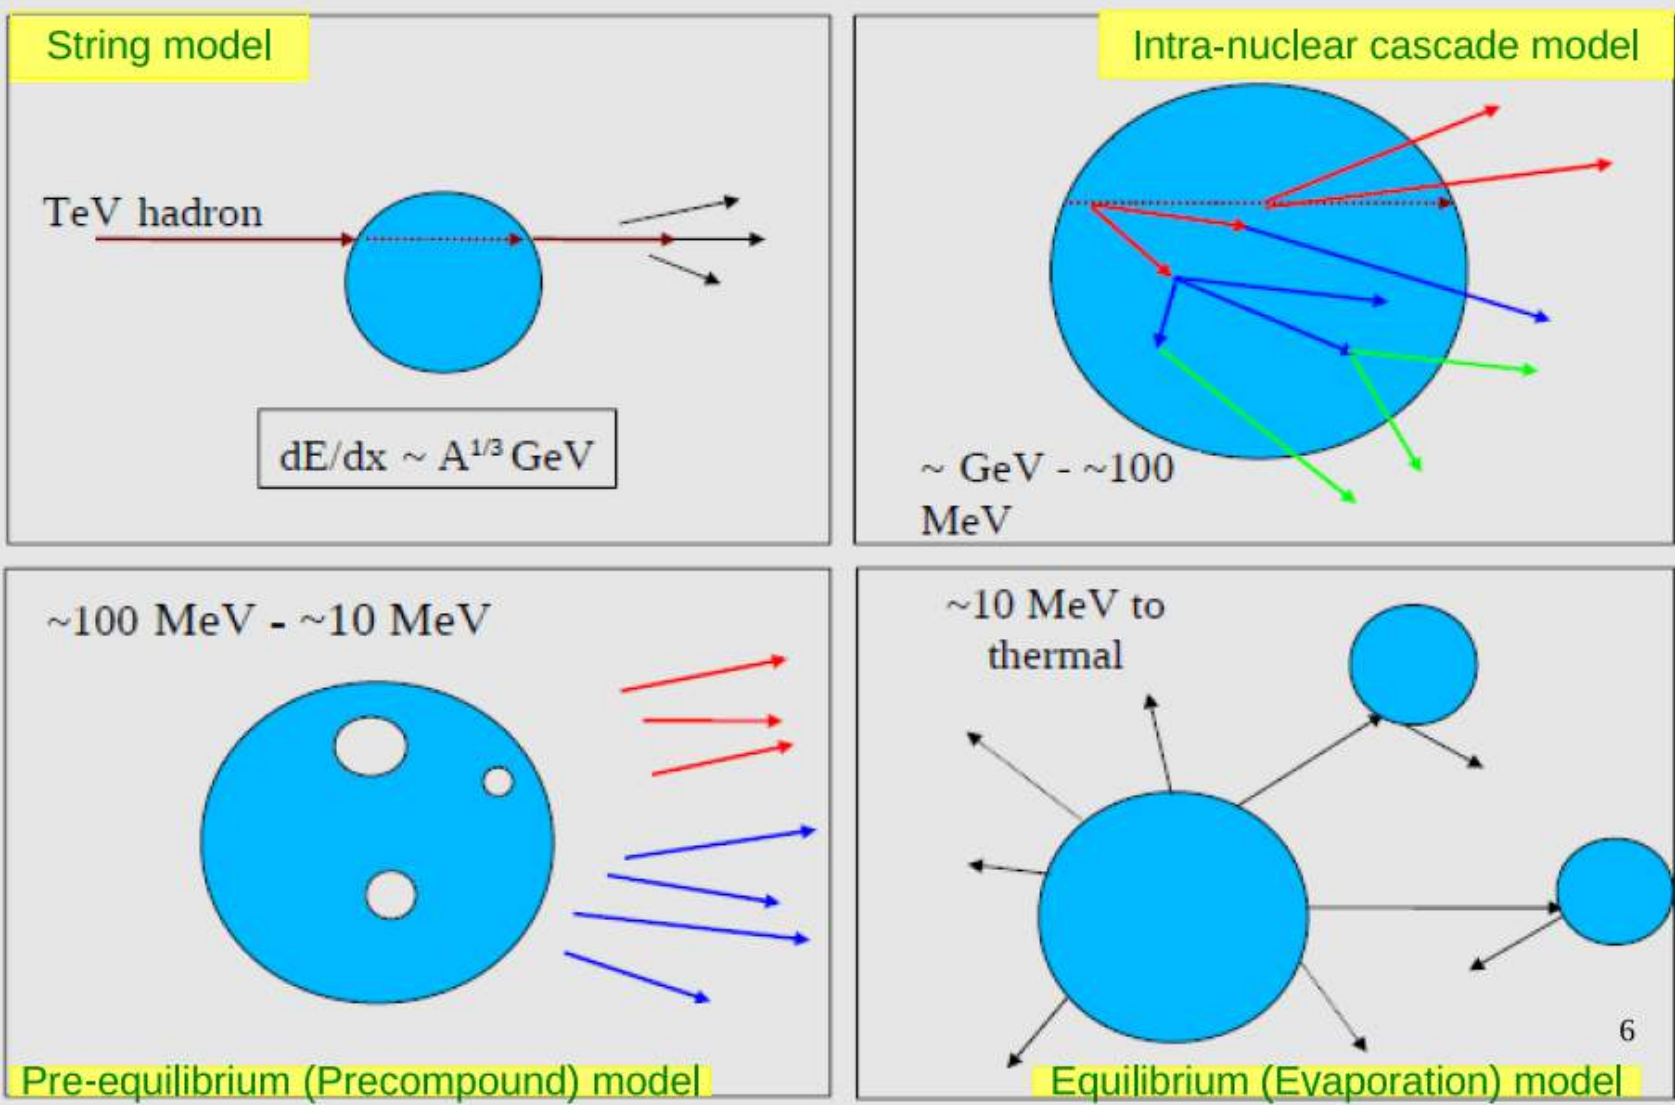 String model
TeV hadron
dE/dx ~ A^1/3 GeV
Intra-nuclear cascade model
~ GeV - ~100
MeV
~100 MeV - ~10 MeV
Pre-equilibrium (Precompound) model
~10 MeV to
thermal
6
Equilibrium (Evaporation) model